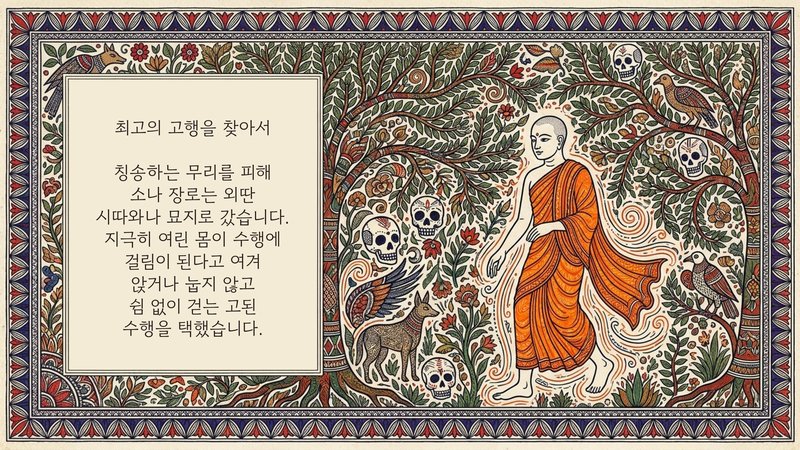 최고의 고행을 찾아서
칭송하는 무리를 피해
소나 장로는 외딴
시따와나 묘지로 갔습니다.
지극히 여린 몸이 수행에
걸림이 된다고 여겨
앉거나 눕지 않고
쉼 없이 걷는 고된
수행을 택했습니다.